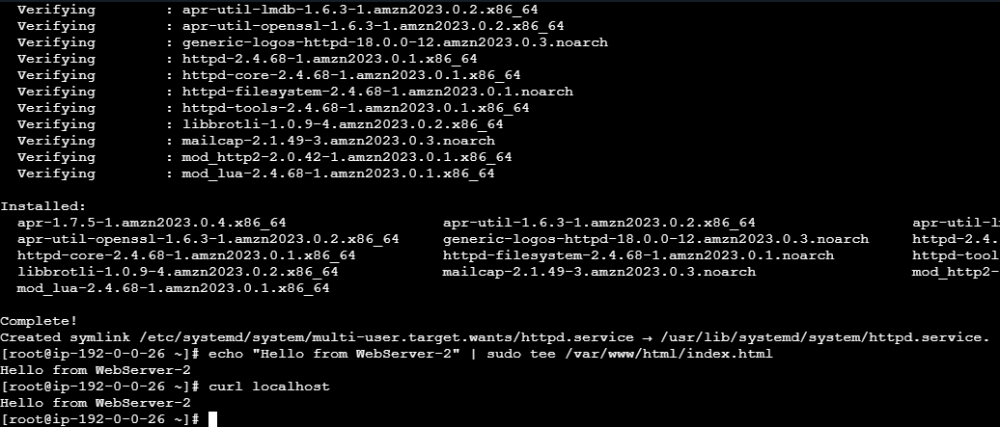 Verifying : apr-util-lmdb-1.6.3-1.amzn2023.0.2.x86_64
Verifying : apr-util-openssl-1.6.3-1.amzn2023.0.2.x86_64
Verifying : generic-logos-httpd-18.0.0-12.amzn2023.0.3.noarch
Verifying : httpd-2.4.68-1.amzn2023.0.1.x86_64
Verifying : httpd-core-2.4.68-1.amzn2023.0.1.x86_64
Verifying : httpd-filesystem-2.4.68-1.amzn2023.0.1.noarch
Verifying : httpd-tools-2.4.68-1.amzn2023.0.1.x86_64
Verifying : libbrotli-1.0.9-4.amzn2023.0.2.x86_64
Verifying : mailcap-2.1.49-3.amzn2023.0.3.noarch
Verifying : mod_http2-2.0.42-1.amzn2023.0.1.x86_64
Verifying : mod_lua-2.4.68-1.amzn2023.0.1.x86_64
Installed:
apr-1.7.5-1.amzn2023.0.4.x86_64 apr-util-1.6.3-1.amzn2023.0.2.x86_64 apr-util-l
apr-util-openssl-1.6.3-1.amzn2023.0.2.x86_64 generic-logos-httpd-18.0.0-12.amzn2023.0.3.noarch httpd-2.4.
httpd-core-2.4.68-1.amzn2023.0.1.x86_64 httpd-filesystem-2.4.68-1.amzn2023.0.1.noarch httpd-tool
libbrotli-1.0.9-4.amzn2023.0.2.x86_64 mailcap-2.1.49-3.amzn2023.0.3.noarch mod_http2-
mod_lua-2.4.68-1.amzn2023.0.1.x86_64
Complete!
Created symlink /etc/systemd/system/multi-user.target.wants/httpd.service → /usr/lib/systemd/system/httpd.service.
[root@ip-192-0-0-26 ~]# echo "Hello from WebServer-2" | sudo tee /var/www/html/index.html
Hello from WebServer-2
[root@ip-192-0-0-26 ~]# curl localhost
Hello from WebServer-2
[root@ip-192-0-0-26 ~]#